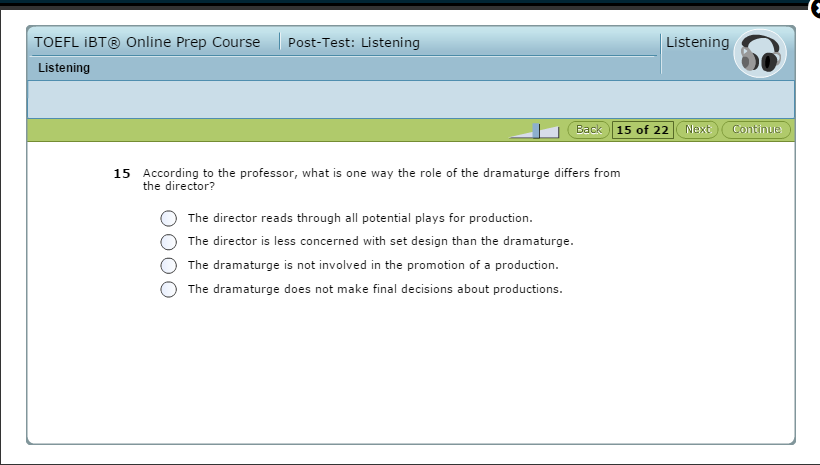 TOEFL iBT® Online Prep Course
Post-Test: Listening
Listening
Listening
Back
15 of 22
Next
Continue
15 According to the professor, what is one way the role of the dramaturge differs from
the director?
The director reads through all potential plays for production.
The director is less concerned with set design than the dramaturge.
The dramaturge is not involved in the promotion of a production.
The dramaturge does not make final decisions about productions.